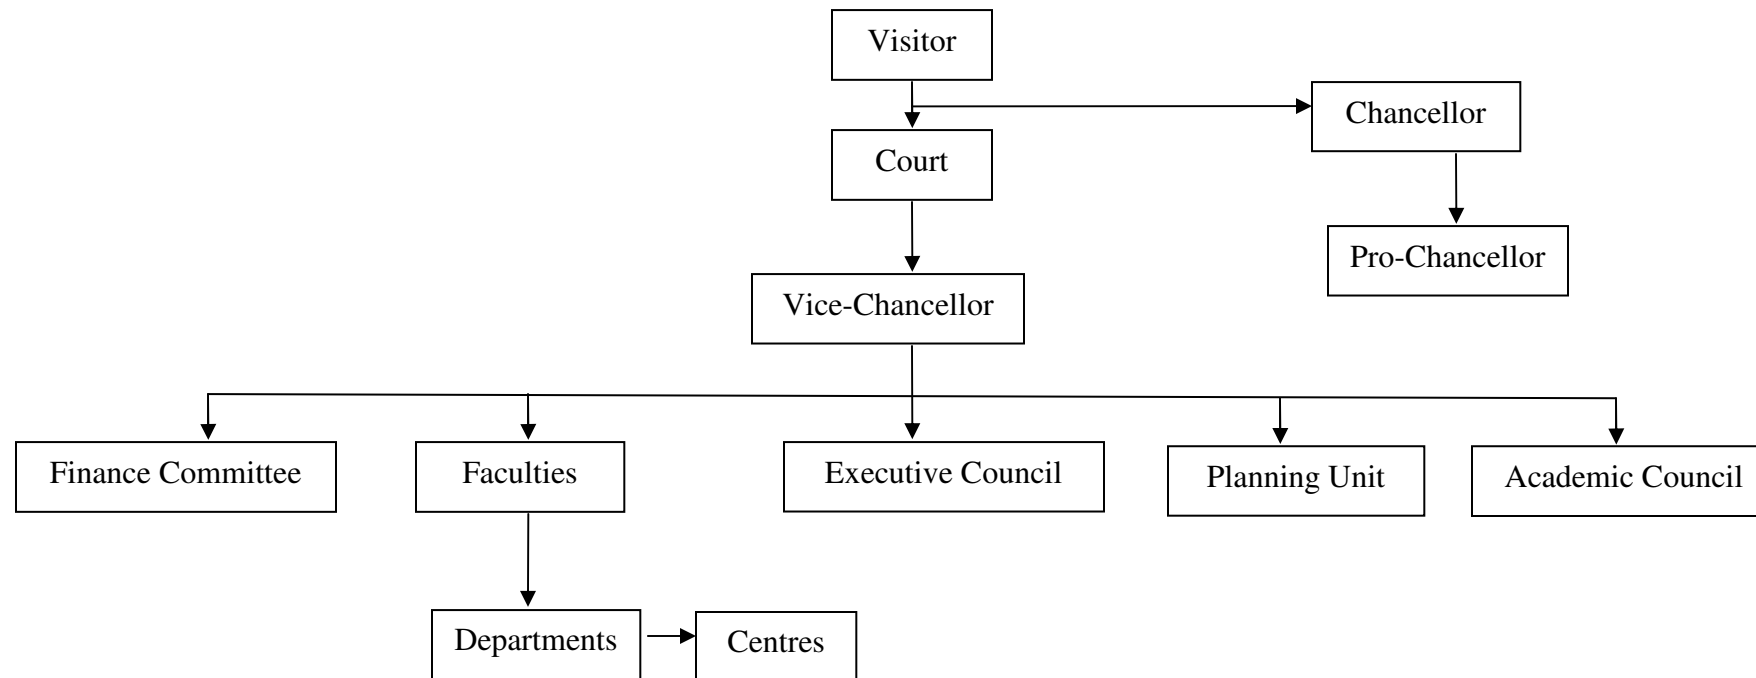 Visitor
Chancellor
Court
Pro-Chancellor
Vice-Chancellor
Finance Committee
Faculties
Executive Council
Planning Unit
Academic Council
Departments
Centres